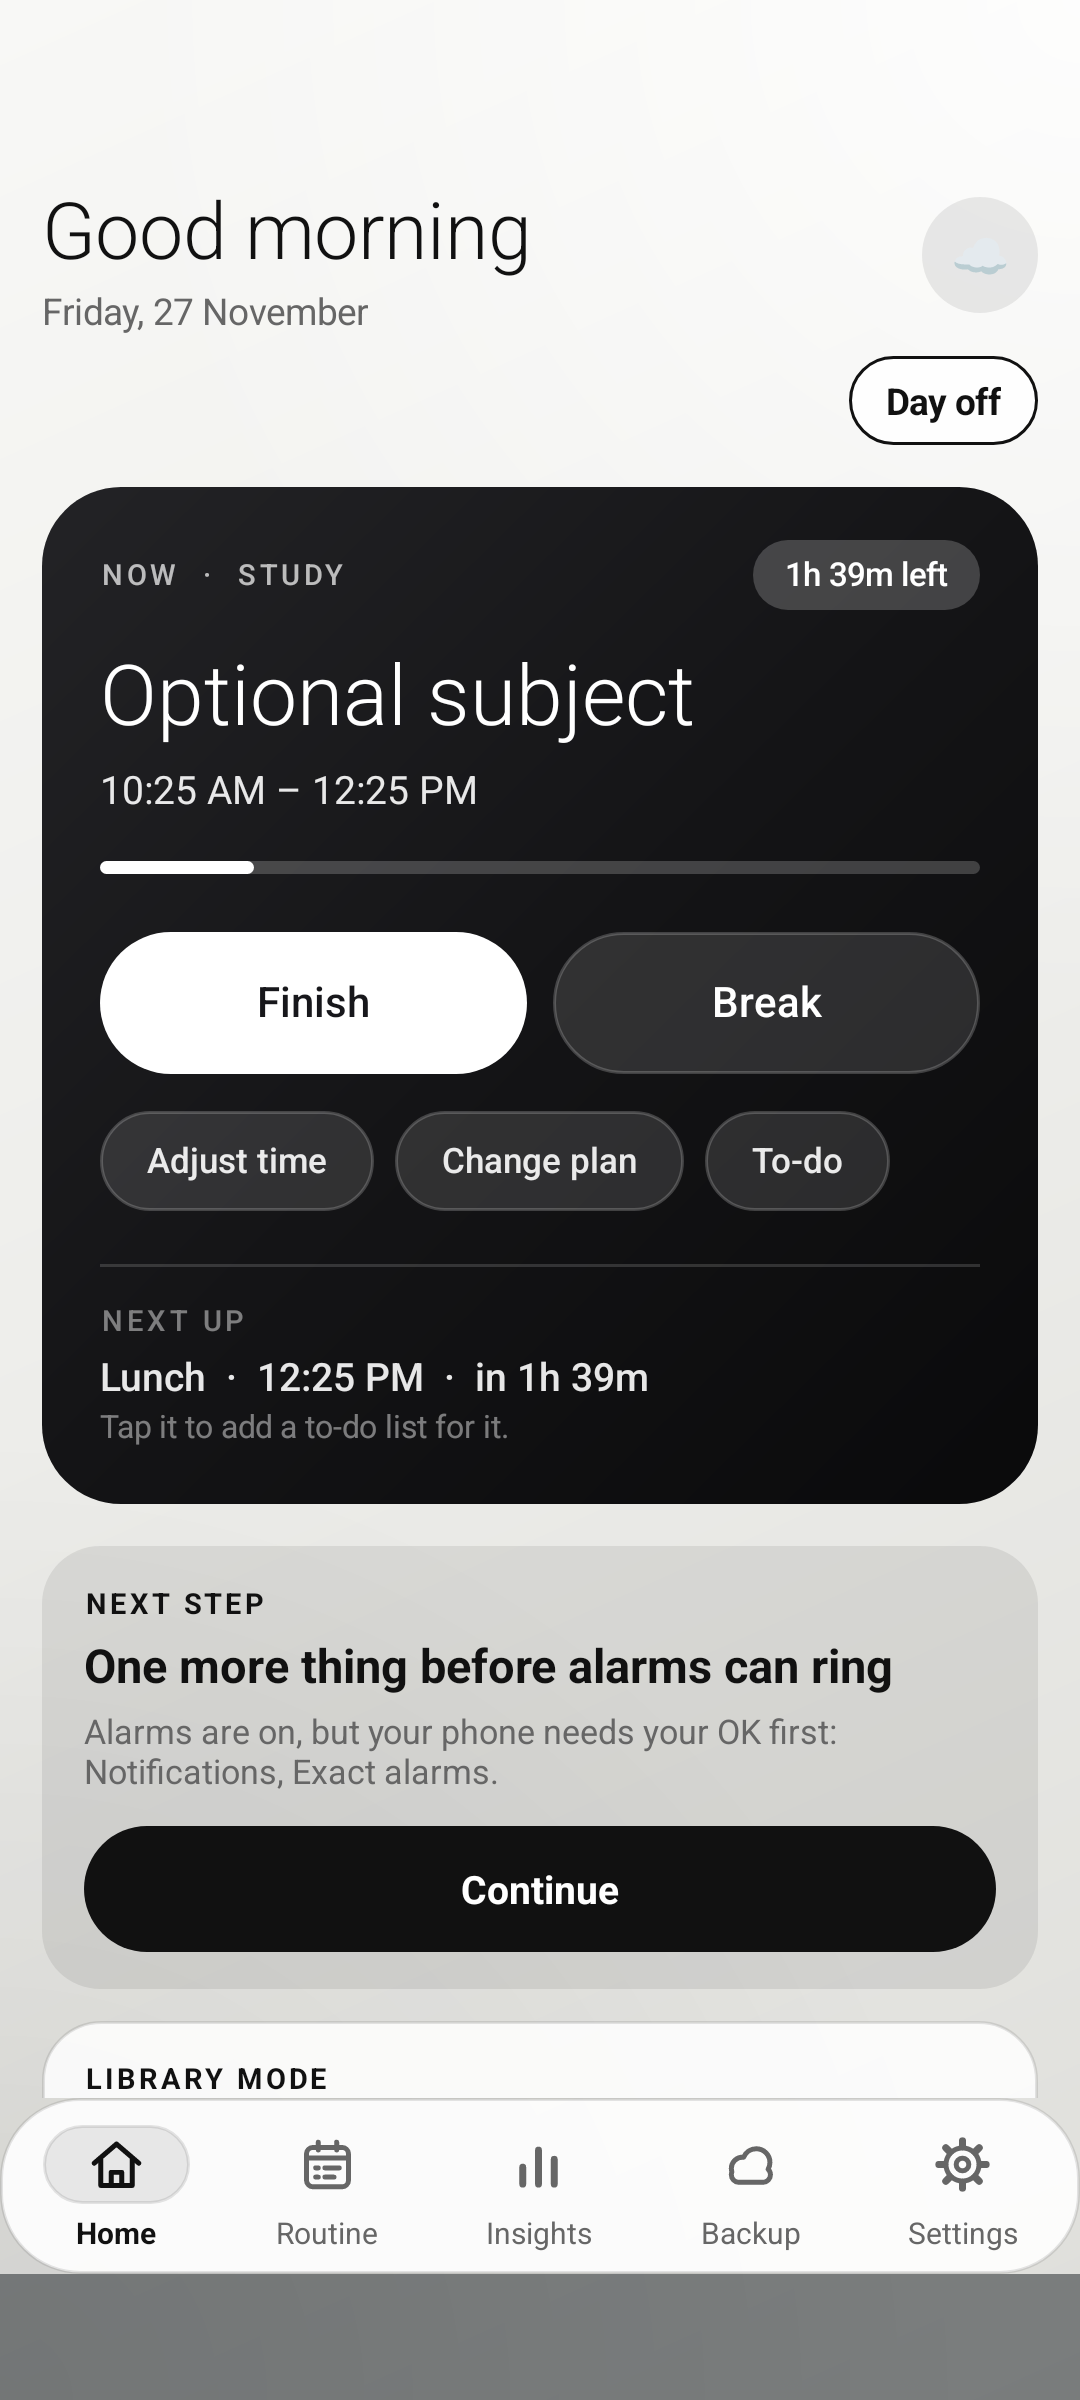 Good morning
Friday, 27 November
Day off
NOW · STUDY
1h 39m left
Optional subject
10:25 AM – 12:25 PM
Finish
Break
Adjust time
Change plan
To-do
NEXT UP
Lunch · 12:25 PM · in 1h 39m
Tap it to add a to-do list for it.
NEXT STEP
One more thing before alarms can ring
Alarms are on, but your phone needs your OK first:
Notifications, Exact alarms.
Continue
LIBRARY MODE
Home
Routine
Insights
Backup
Settings